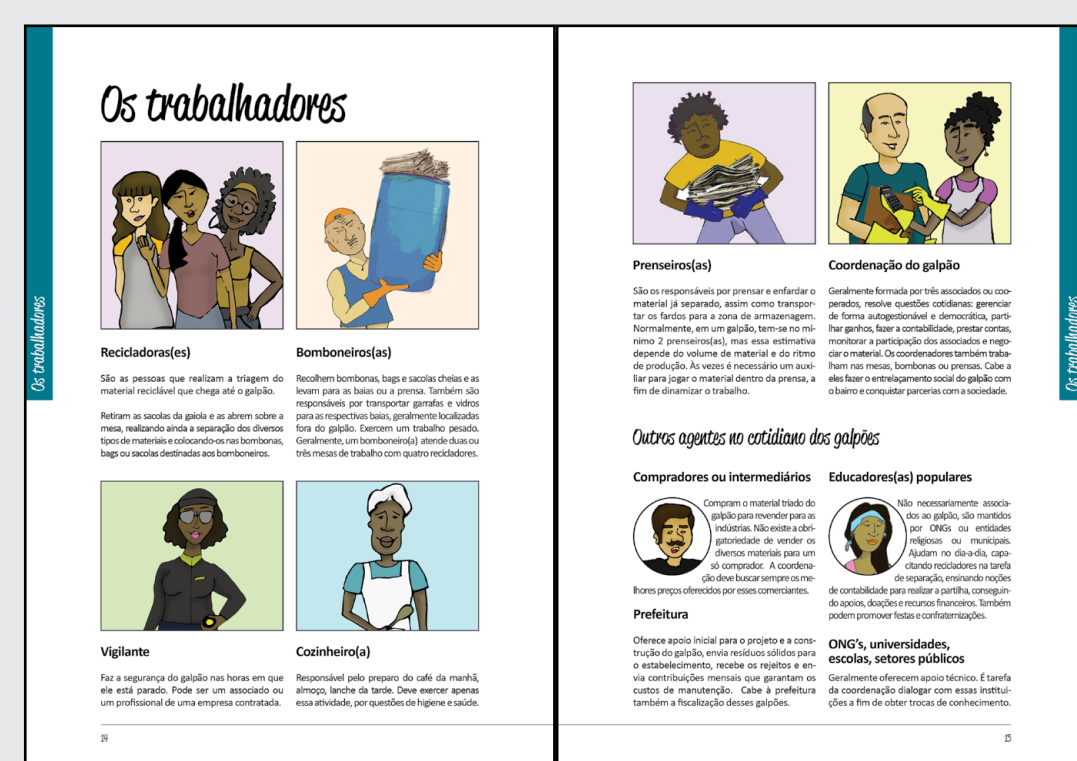 Os trabalhadores
Os trabalhadores
Recicladoras(es)
São as pessoas que realizam a triagem do
material reciclável que chega até o galpão.
Retiram as sacolas da gaiola e as abrem sobre a
mesa, realizando ainda a separação dos diversos
tipos de materiais e colocando-os nas bombonas,
bags ou sacolas destinadas aos bomboneiros.
Bomboneiros(as)
Recolhem bombonas, bags e sacolas cheias e as
levam para as baias ou a prensa. Também são
responsáveis por transportar garrafas e vidros
para as respectivas baias, geralmente localizadas
fora do galpão. Exercem um trabalho pesado.
Geralmente, um bomboneiro(a) atende duas ou
três mesas de trabalho com quatro recicladores.
Vigilante
Faz a segurança do galpão nas horas em que
ele está parado. Pode ser um associado ou
um profissional de uma empresa contratada.
Cozinheiro(a)
Responsável pelo preparo do café da manhã,
almoço, lanche da tarde. Deve exercer apenas
essa atividade, por questões de higiene e saúde.
14
Prenseiros(as)
São os responsáveis por prensar e enfardar o
material já separado, assim como transpor-
tar os fardos para a zona de armazenagem.
Normalmente, em um galpão, tem-se no mí-
nimo 2 prenseiros(as), mas essa estimativa
depende do volume de material e do ritmo
de produção. Às vezes é necessário um auxi-
liar para jogar o material dentro da prensa, a
fim de dinamizar o trabalho.
Coordenação do galpão
Geralmente formada por três associados ou coo-
perados, resolve questões cotidianas: gerenciar
de forma autogestionável e democrática, parti-
lhar ganhos, fazer a contabilidade, prestar contas,
monitorar a participação dos associados e nego-
ciar o material. Os coordenadores também traba-
lham nas mesas, bombonas ou prensas. Cabe a
eles fazer o entrelaçamento social do galpão com
o bairro e conquistar parcerias com a sociedade.
Outros agentes no cotidiano dos galpões
Compradores ou intermediários
Compram o material triado do
galpão para revender para as
indústrias. Não existe a obri-
gatoriedade de vender os
diversos materiais para um
só comprador. A coordena-
ção deve buscar sempre os me-
lhores preços oferecidos por esses comerciantes.
Prefeitura
Oferece apoio inicial para o projeto e a cons-
trução do galpão, envia resíduos sólidos para
o estabelecimento, recebe os rejeitos e en-
via contribuições mensais que garantam os
custos de manutenção. Cabe à prefeitura
também a fiscalização desses galpões.
Educadores(as) populares
Não necessariamente associa-
dos ao galpão, são mantidos
por ONGs ou entidades
religiosas ou municipais.
Ajudam no dia-a-dia, capa-
citando recicladores na tarefa
de separação, ensinando noções
de contabilidade para realizar a partilha, conseguin-
do apoios, doações e recursos financeiros. Também
podem promover festas e confraternizações.
ONG's, universidades,
escolas, setores públicos
Geralmente oferecem apoio técnico. É tarefa
da coordenação dialogar com essas institui-
ções a fim de obter trocas de conhecimento.
15
Os trabalhadores